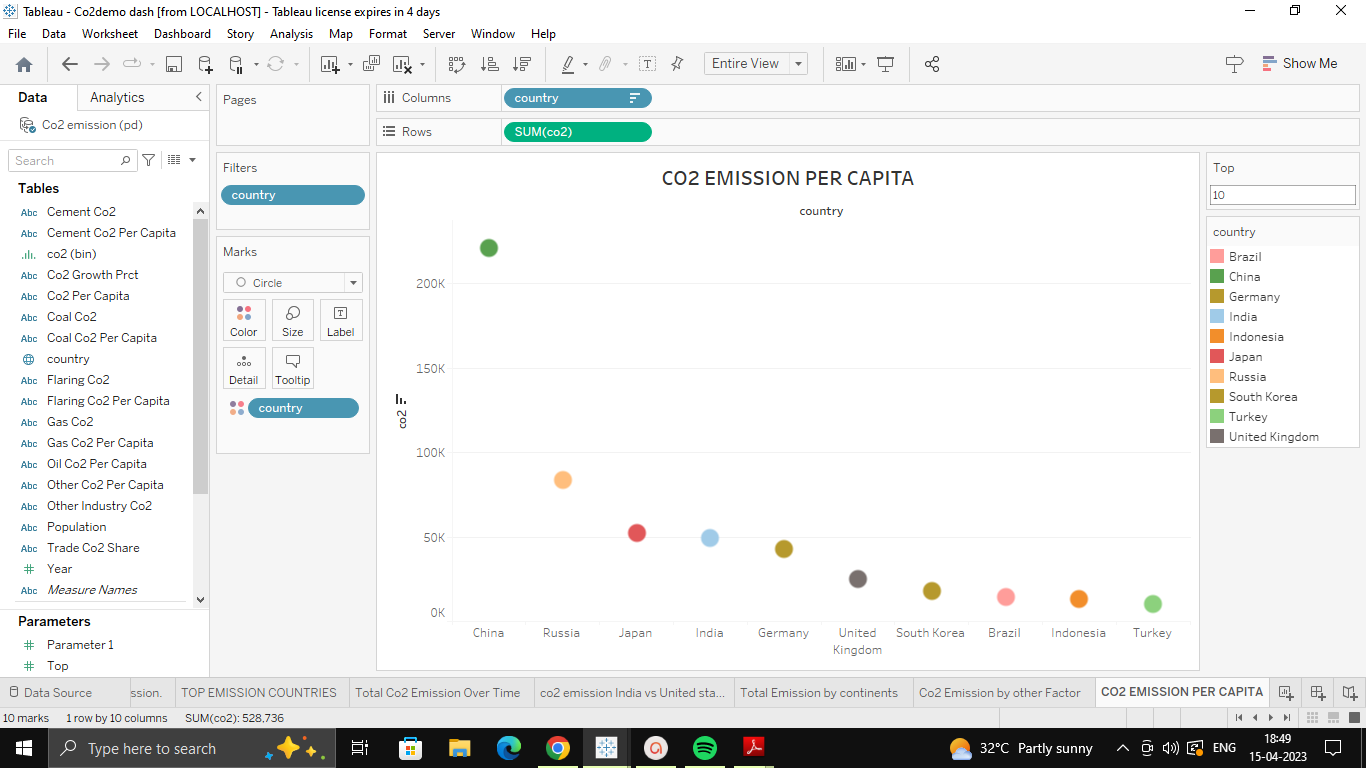 Tableau - Co2demo dash [from LOCALHOST] - Tableau license expires in 4 days
File Data Worksheet Dashboard Story Analysis Map Format Server Window Help
Entire View
Show Me
Data Analytics
Co2 emission (pd)
Search
Tables
Abc Cement Co2
Abc Cement Co2 Per Capita
co2 (bin)
Abc Co2 Growth Prct
Abc Co2 Per Capita
Abc Coal Co2
Abc Coal Co2 Per Capita
country
Abc Flaring Co2
Abc Flaring Co2 Per Capita
Abc Gas Co2
Abc Gas Co2 Per Capita
Abc Oil Co2 Per Capita
Abc Other Co2 Per Capita
Abc Other Industry Co2
Abc Population
Abc Trade Co2 Share
# Year
Abc Measure Names
Parameters
# Parameter 1
# Top
Pages
Filters
country
Marks
Circle
Color Size Label
Detail Tooltip
country
Columns country
Rows SUM(co2)
CO2 EMISSION PER CAPITA
country
200K
150K
100K
50K
0K
co2
China Russia Japan India Germany United Kingdom South Korea Brazil Indonesia Turkey
Top
10
country
Brazil
China
Germany
India
Indonesia
Japan
Russia
South Korea
Turkey
United Kingdom
Data Source ssion. TOP EMISSION COUNTRIES Total Co2 Emission Over Time co2 emission India vs United sta... Total Emission by continents Co2 Emission by other Factor CO2 EMISSION PER CAPITA
10 marks 1 row by 10 columns SUM(co2): 528,736
Type here to search
32°C Partly sunny
ENG
18:49
15-04-2023